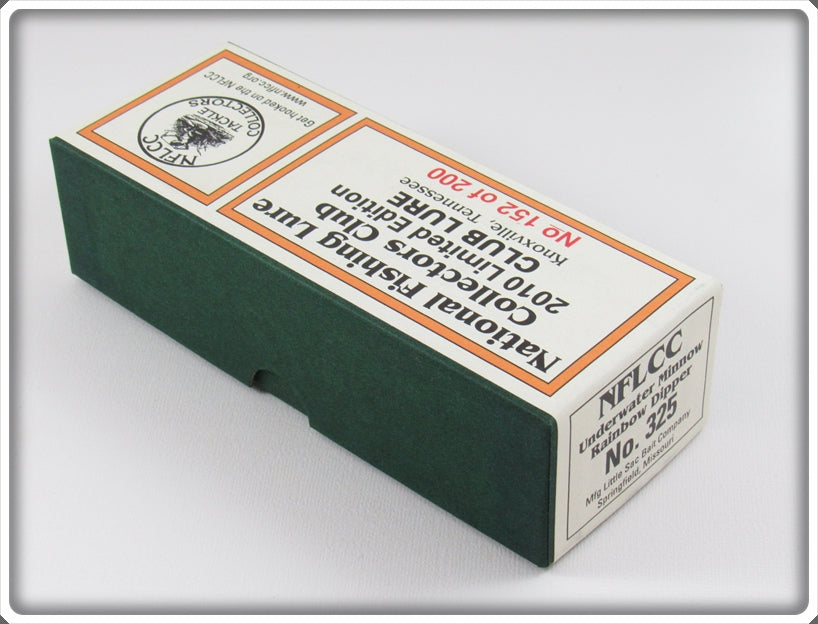 Get hooked on the NFLCC
www.nflcc.org
NFLCC
TACKLE
COLLECTORS
National Fishing Lure
Collectors Club
2010 Limited Edition
CLUB LURE
Knoxville, Tennessee
No 152 of 200
NFLCC
Underwater Minnow
Rainbow Dipper
No. 325
Mfg Little Sac Bait Company
Springfield, Missouri